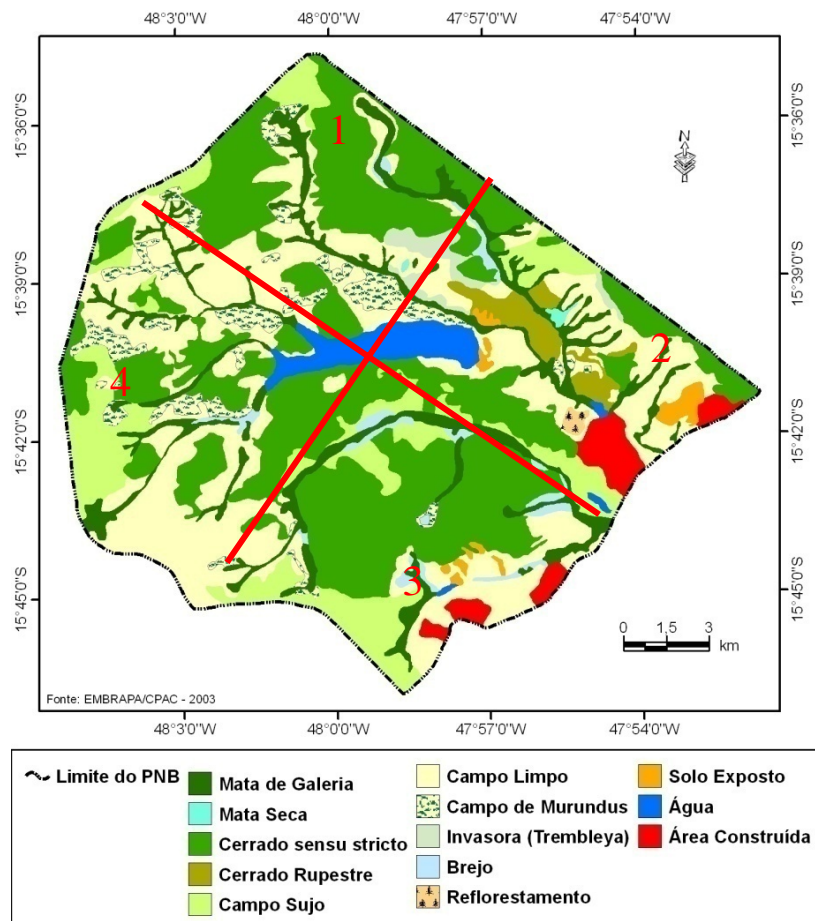 48°3'0"W 48°0'0"W 47°57'0"W 47°54'0"W
15°36'0"S 15°36'0"S
1
N
15°39'0"S 15°39'0"S
2
4
15°42'0"S 15°42'0"S
3
15°45'0"S 15°45'0"S
0 1,5 3
km
Fonte: EMBRAPA/CPAC - 2003
48°3'0"W 48°0'0"W 47°57'0"W 47°54'0"W
Limite do PNB
Mata de Galeria
Mata Seca
Cerrado sensu stricto
Cerrado Rupestre
Campo Sujo
Campo Limpo
Campo de Murundus
Invasora (Trembleya)
Brejo
Reflorestamento
Solo Exposto
Água
Área Construída